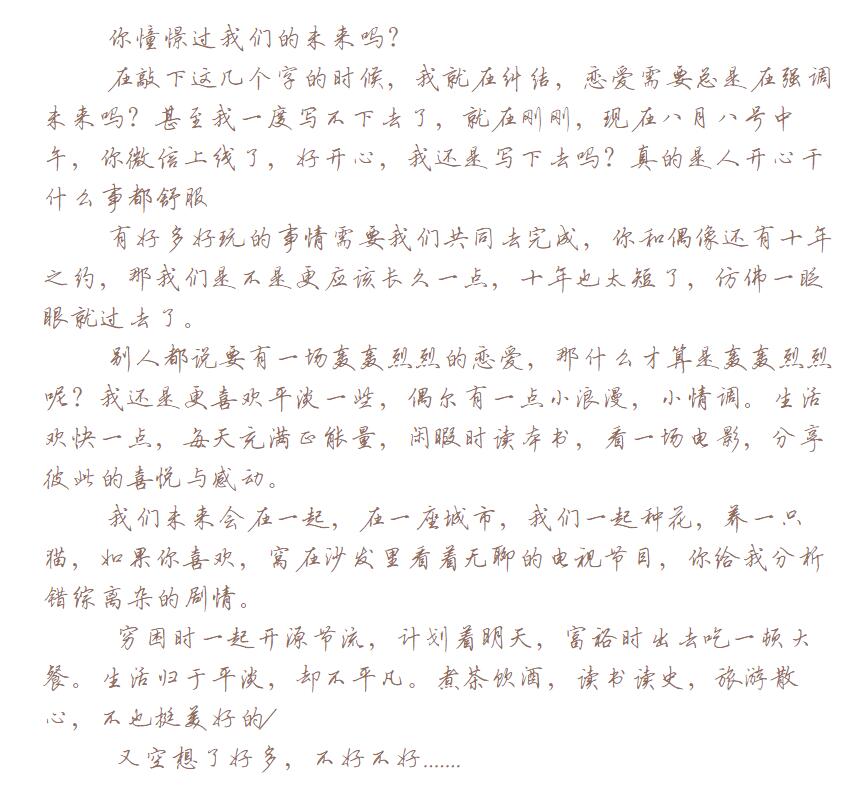 你憧憬过我们的未来吗？
在敲下这几个字的时候，我就在纠结，恋爱需要总是在强调
未来吗？甚至我一度写不下去了，就在刚刚，现在八月八号中
午，你微信上线了，好开心，我还是写下去吗？真的是人开心干
什么事都舒服
有好多好玩的事情需要我们共同去完成，你和偶像还有十年
之约，那我们是不是更应该长久一点，十年也太短了，仿佛一眨
眼就过去了。
别人都说要有一场轰轰烈烈的恋爱，那什么才算是轰轰烈烈
呢？我还是更喜欢平淡一些，偶尔有一点小浪漫，小情调。生活
欢快一点，每天充满正能量，闲暇时读本书，看一场电影，分享
彼此的喜悦与感动。
我们未来会在一起，在一座城市，我们一起种花，养一只
猫，如果你喜欢，窝在沙发里看着无聊的电视节目，你给我分析
错综离杂的剧情。
穷困时一起开源节流，计划着明天，富裕时出去吃一顿大
餐。生活归于平淡，却不平凡。煮茶饮酒，读书读史，旅游散
心，不也挺美好的/
又空想了好多，不好不好.......